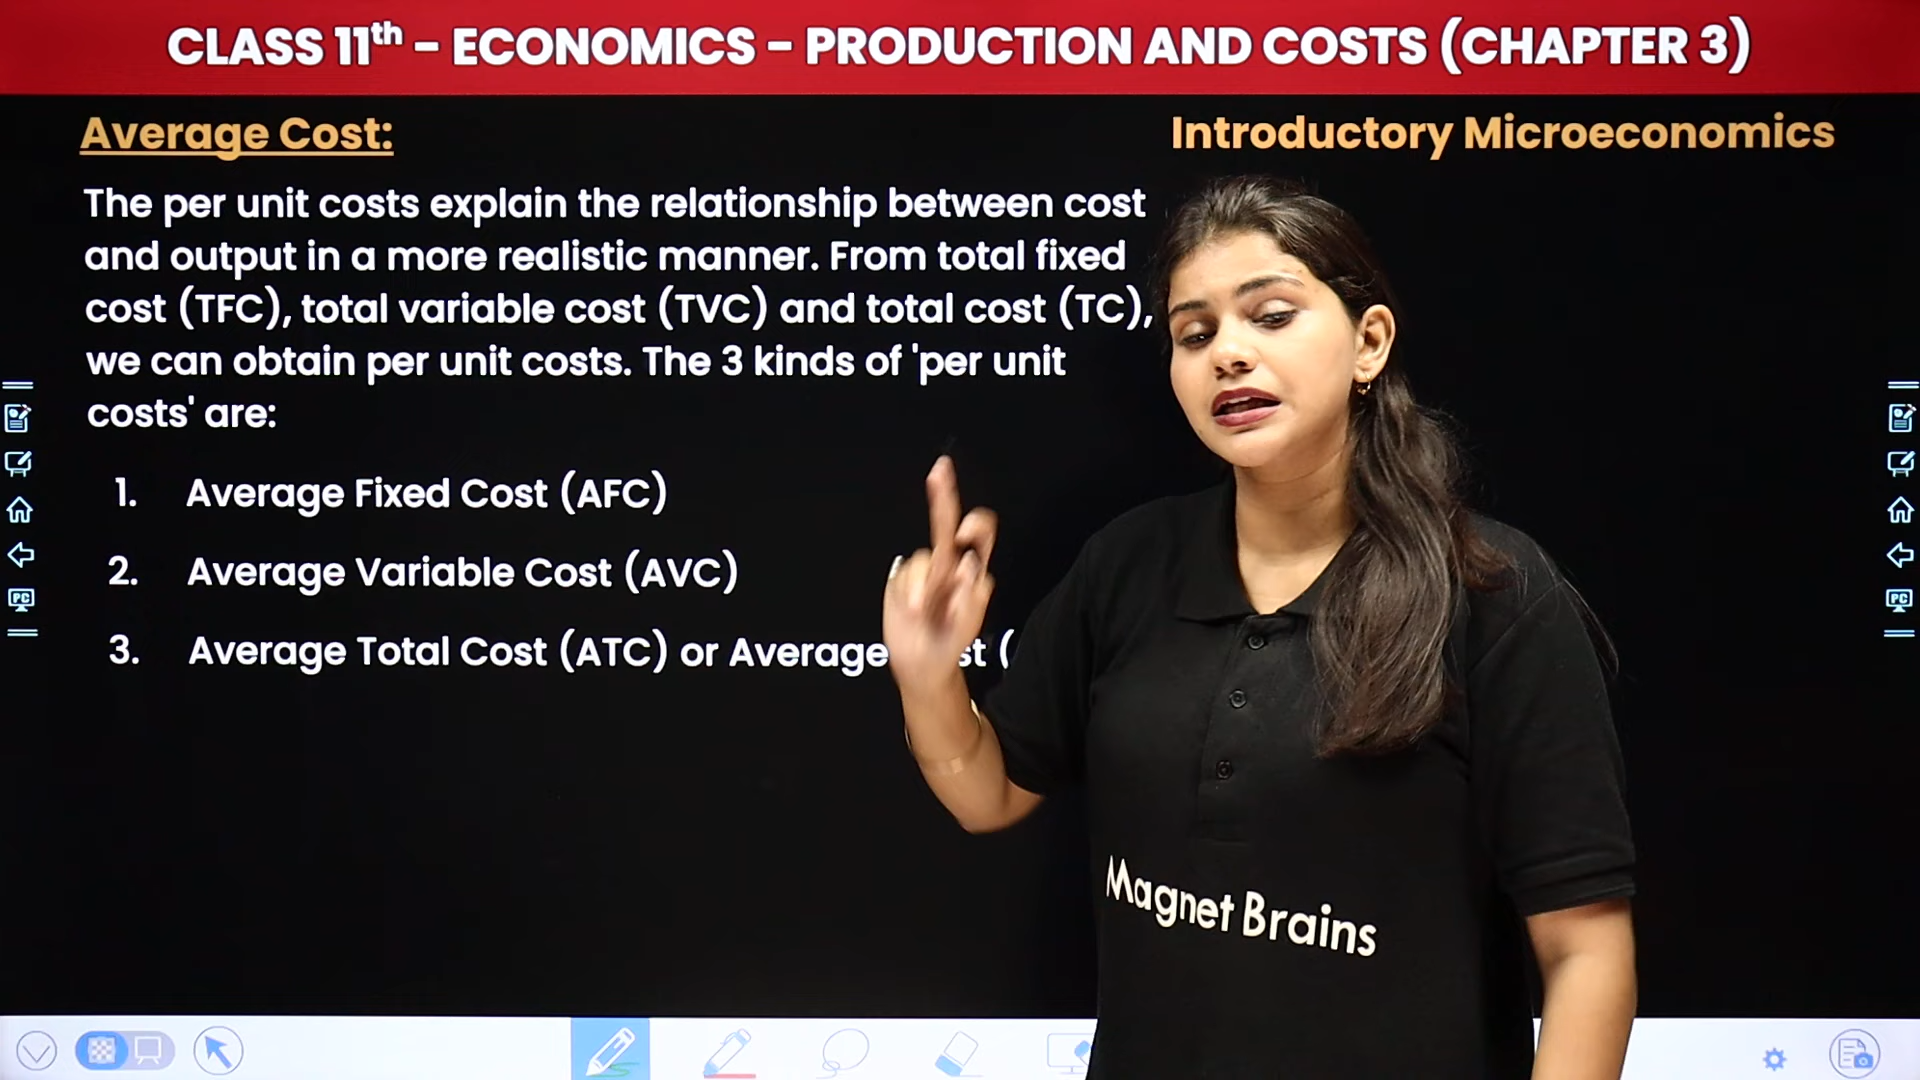 CLASS 11th – ECONOMICS – PRODUCTION AND COSTS (CHAPTER 3)
Average Cost:
Introductory Microeconomics
The per unit costs explain the relationship between cost
and output in a more realistic manner. From total fixed
cost (TFC), total variable cost (TVC) and total cost (TC),
we can obtain per unit costs. The 3 kinds of 'per unit
costs' are:
1. Average Fixed Cost (AFC)
2. Average Variable Cost (AVC)
3. Average Total Cost (ATC) or Average
PC
PC
Magnet Brains